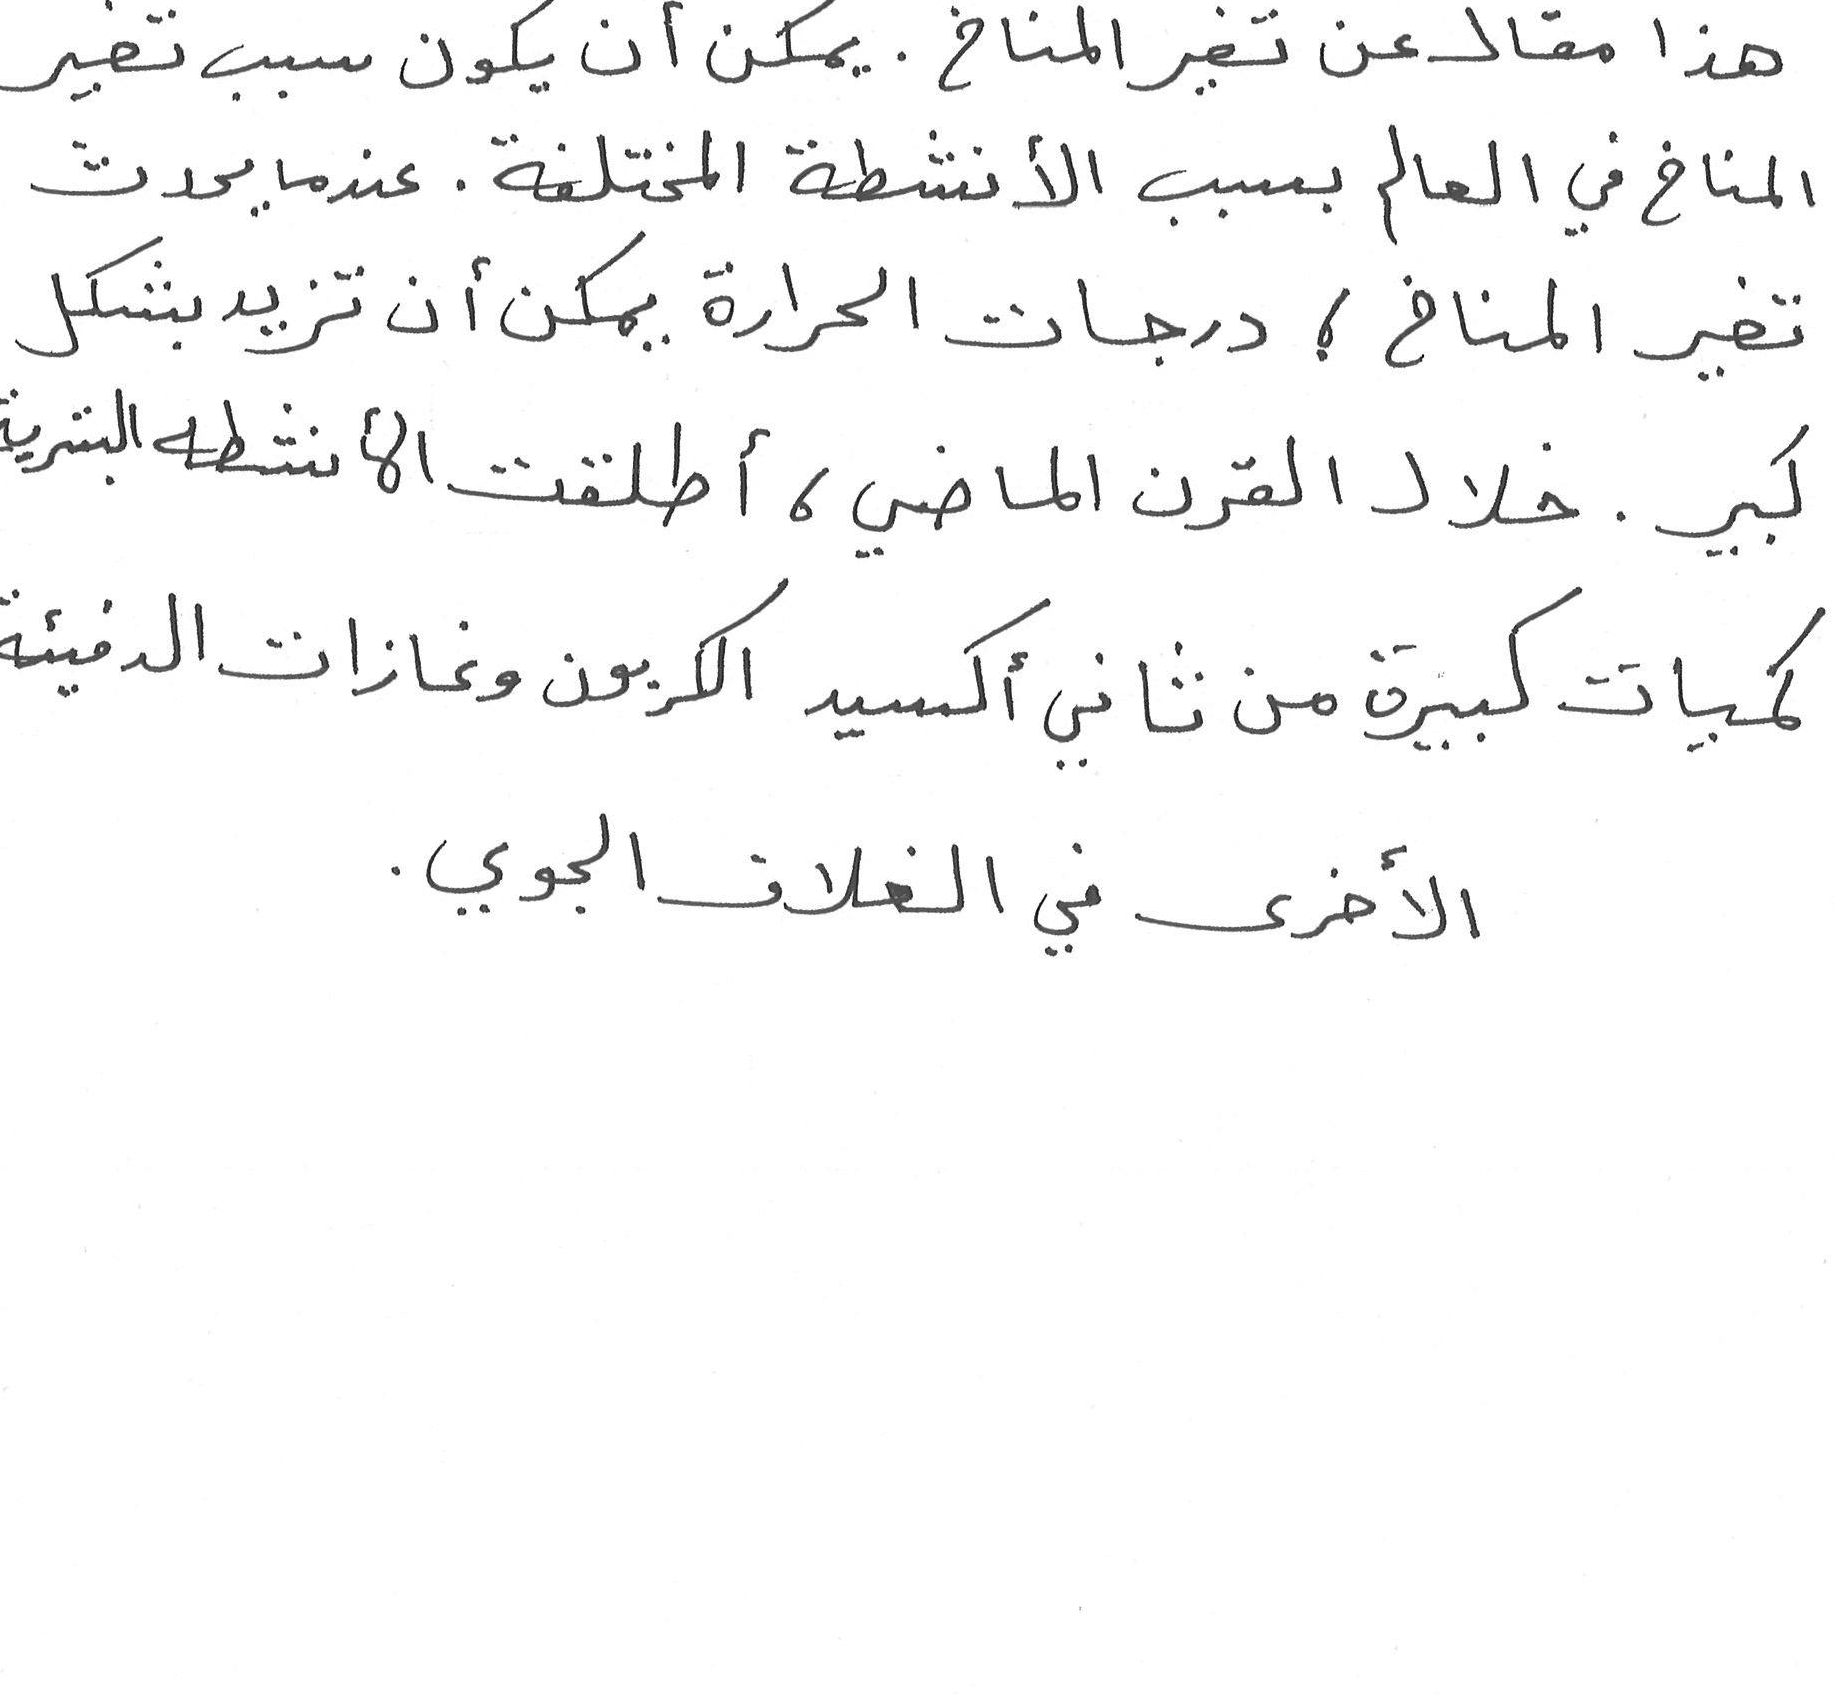 هذا مقال عن تغير المناخ . يمكن أن يكون سبب تغير
المناخ في العالم بسبب الأنشطة المختلفة . عندما يحدث
تغير المناخ ، درجات الحرارة يمكن أن تزيد بشكل
كبير . خلال القرن الماضي ، أطلقت الأنشطه البشرية
كميات كبيرة من ثاني أكسيد الكربون وغازات الدفيئة
الأخرى في الغلاف الجوي .